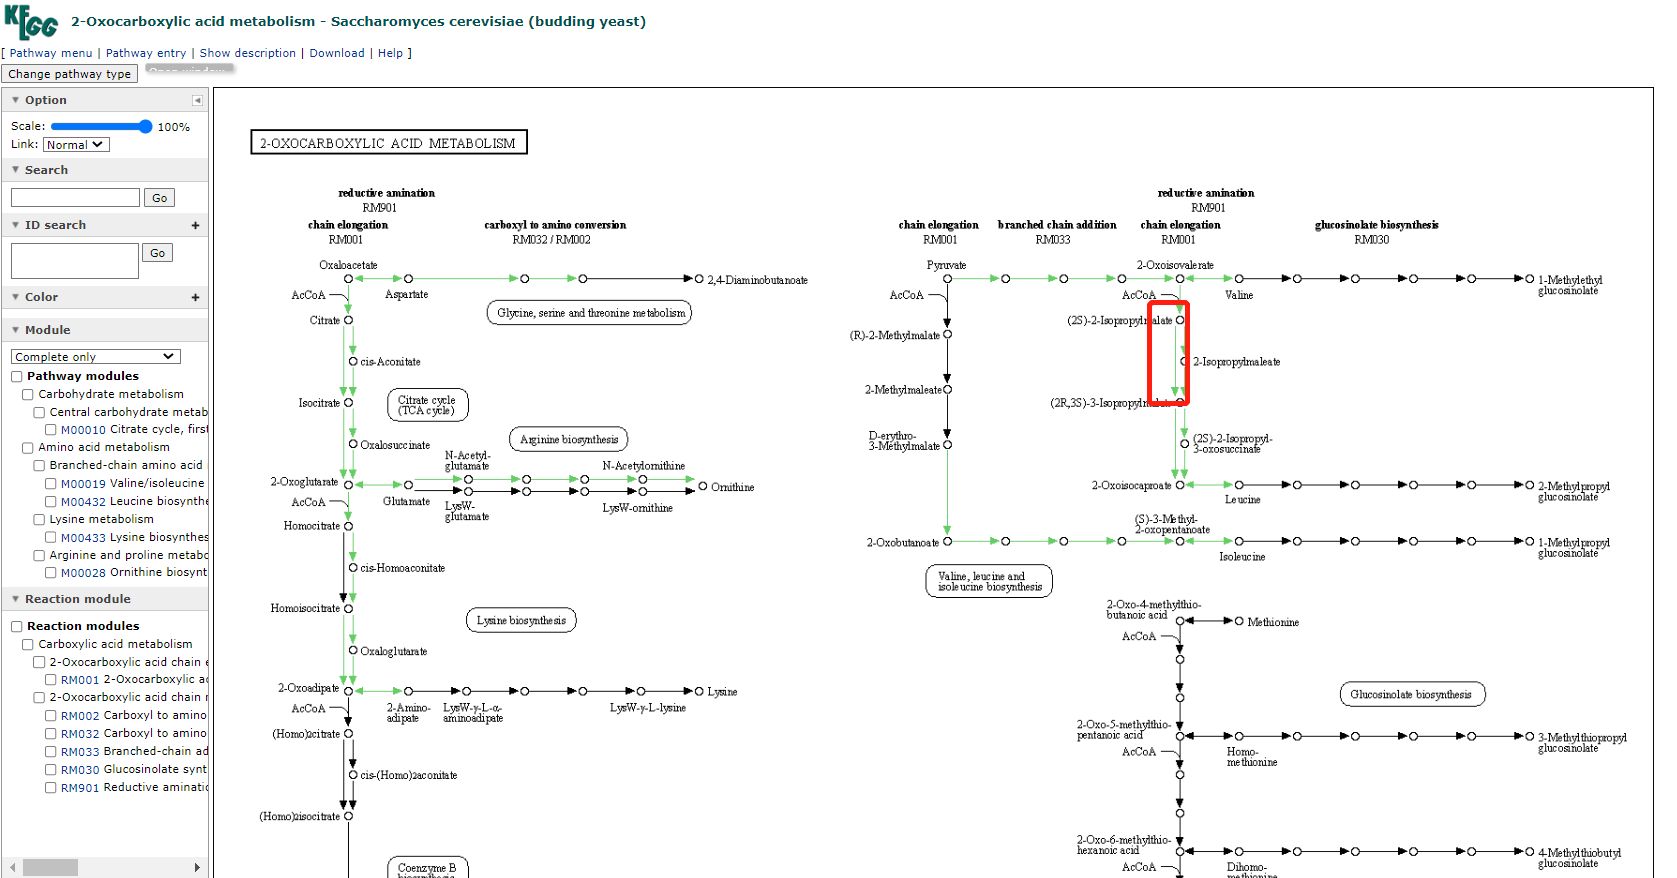 KEGG
2-Oxocarboxylic acid metabolism - Saccharomyces cerevisiae (budding yeast)
[ Pathway menu | Pathway entry | Show description | Download | Help ]
Change pathway type
Option
Scale: 100%
Link: Normal
Search
Go
ID search +
Go
Color +
Module
Complete only
Pathway modules
Carbohydrate metabolism
Central carbohydrate metab
M00010 Citrate cycle, first
Amino acid metabolism
Branched-chain amino acid
M00019 Valine/isoleucine
M00432 Leucine biosynthe
Lysine metabolism
M00433 Lysine biosynthes
Arginine and proline metabo
M00028 Ornithine biosynt
Reaction module
Reaction modules
Carboxylic acid metabolism
2-Oxocarboxylic acid chain e
RM001 2-Oxocarboxylic ac
2-Oxocarboxylic acid chain r
RM002 Carboxyl to amino
RM032 Carboxyl to amino
RM033 Branched-chain ad
RM030 Glucosinolate synt
RM901 Reductive aminatio
2-OXOCARBOXYLIC ACID METABOLISM
reductive amination
RM901
chain elongation
RM001
carboxyl to amino conversion
RM032 / RM002
Oxaloacetate
AcCoA
Aspartate
2,4-Diaminobutanoate
Glycine, serine and threonine metabolism
Citrate
cis-Aconitate
Citrate cycle
(TCA cycle)
Isocitrate
Oxalosuccinate
Arginine biosynthesis
N-Acetyl-
glutamate
N-Acetylornithine
2-Oxoglutarate
Glutamate
Ornithine
AcCoA
LysW-
glutamate
LysW-ornithine
Homocitrate
cis-Homoaconitate
Homoisocitrate
Lysine biosynthesis
Oxaloglutarate
2-Oxoadipate
Lysine
AcCoA
2-Amino-
adipate
LysW-γ-L-α-
aminoadipate
LysW-γ-L-lysine
(Homo)2citrate
cis-(Homo)2aconitate
(Homo)2isocitrate
Coenzyme B
biosynthesis
reductive amination
RM901
chain elongation
RM001
branched chain addition
RM033
chain elongation
RM001
glucosinolate biosynthesis
RM030
Pyruvate
2-Oxoisovalerate
AcCoA
AcCoA
Valine
1-Methylethyl
glucosinolate
(R)-2-Methylmalate
(2S)-2-Isopropylmalate
2-Isopropylmaleate
2-Methylmaleate
(2R,3S)-3-Isopropylmalate
D-erythro-
3-Methylmalate
(2S)-2-Isopropyl-
3-oxosuccinate
2-Oxoisocaproate
Leucine
2-Methylpropyl
glucosinolate
(S)-3-Methyl-
2-oxopentanoate
2-Oxobutanoate
Isoleucine
1-Methylpropyl
glucosinolate
Valine, leucine and
isoleucine biosynthesis
2-Oxo-4-methylthio-
butanoic acid
Methionine
AcCoA
Glucosinolate biosynthesis
2-Oxo-5-methylthio-
pentanoic acid
AcCoA
Homo-
methionine
3-Methylthiopropyl
glucosinolate
2-Oxo-6-methylthio-
hexanoic acid
AcCoA
Dihomo-
methionine
4-Methylthiobutyl
glucosinolate